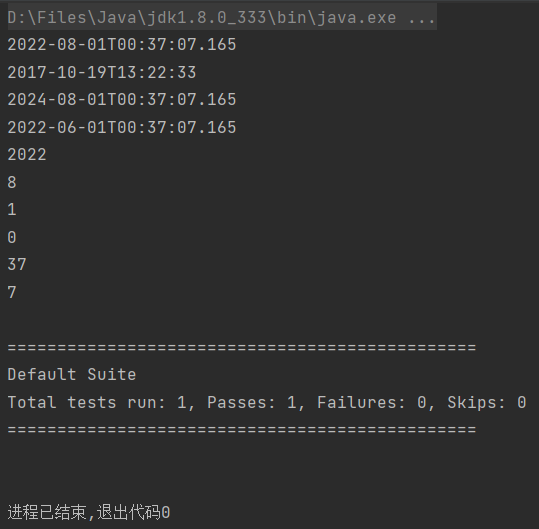 D:\Files\Java\jdk1.8.0_333\bin\java.exe ...
2022-08-01T00:37:07.165
2017-10-19T13:22:33
2024-08-01T00:37:07.165
2022-06-01T00:37:07.165
2022
8
1
0
37
7
===============================================
Default Suite
Total tests run: 1, Passes: 1, Failures: 0, Skips: 0
===============================================
进程已结束,退出代码0